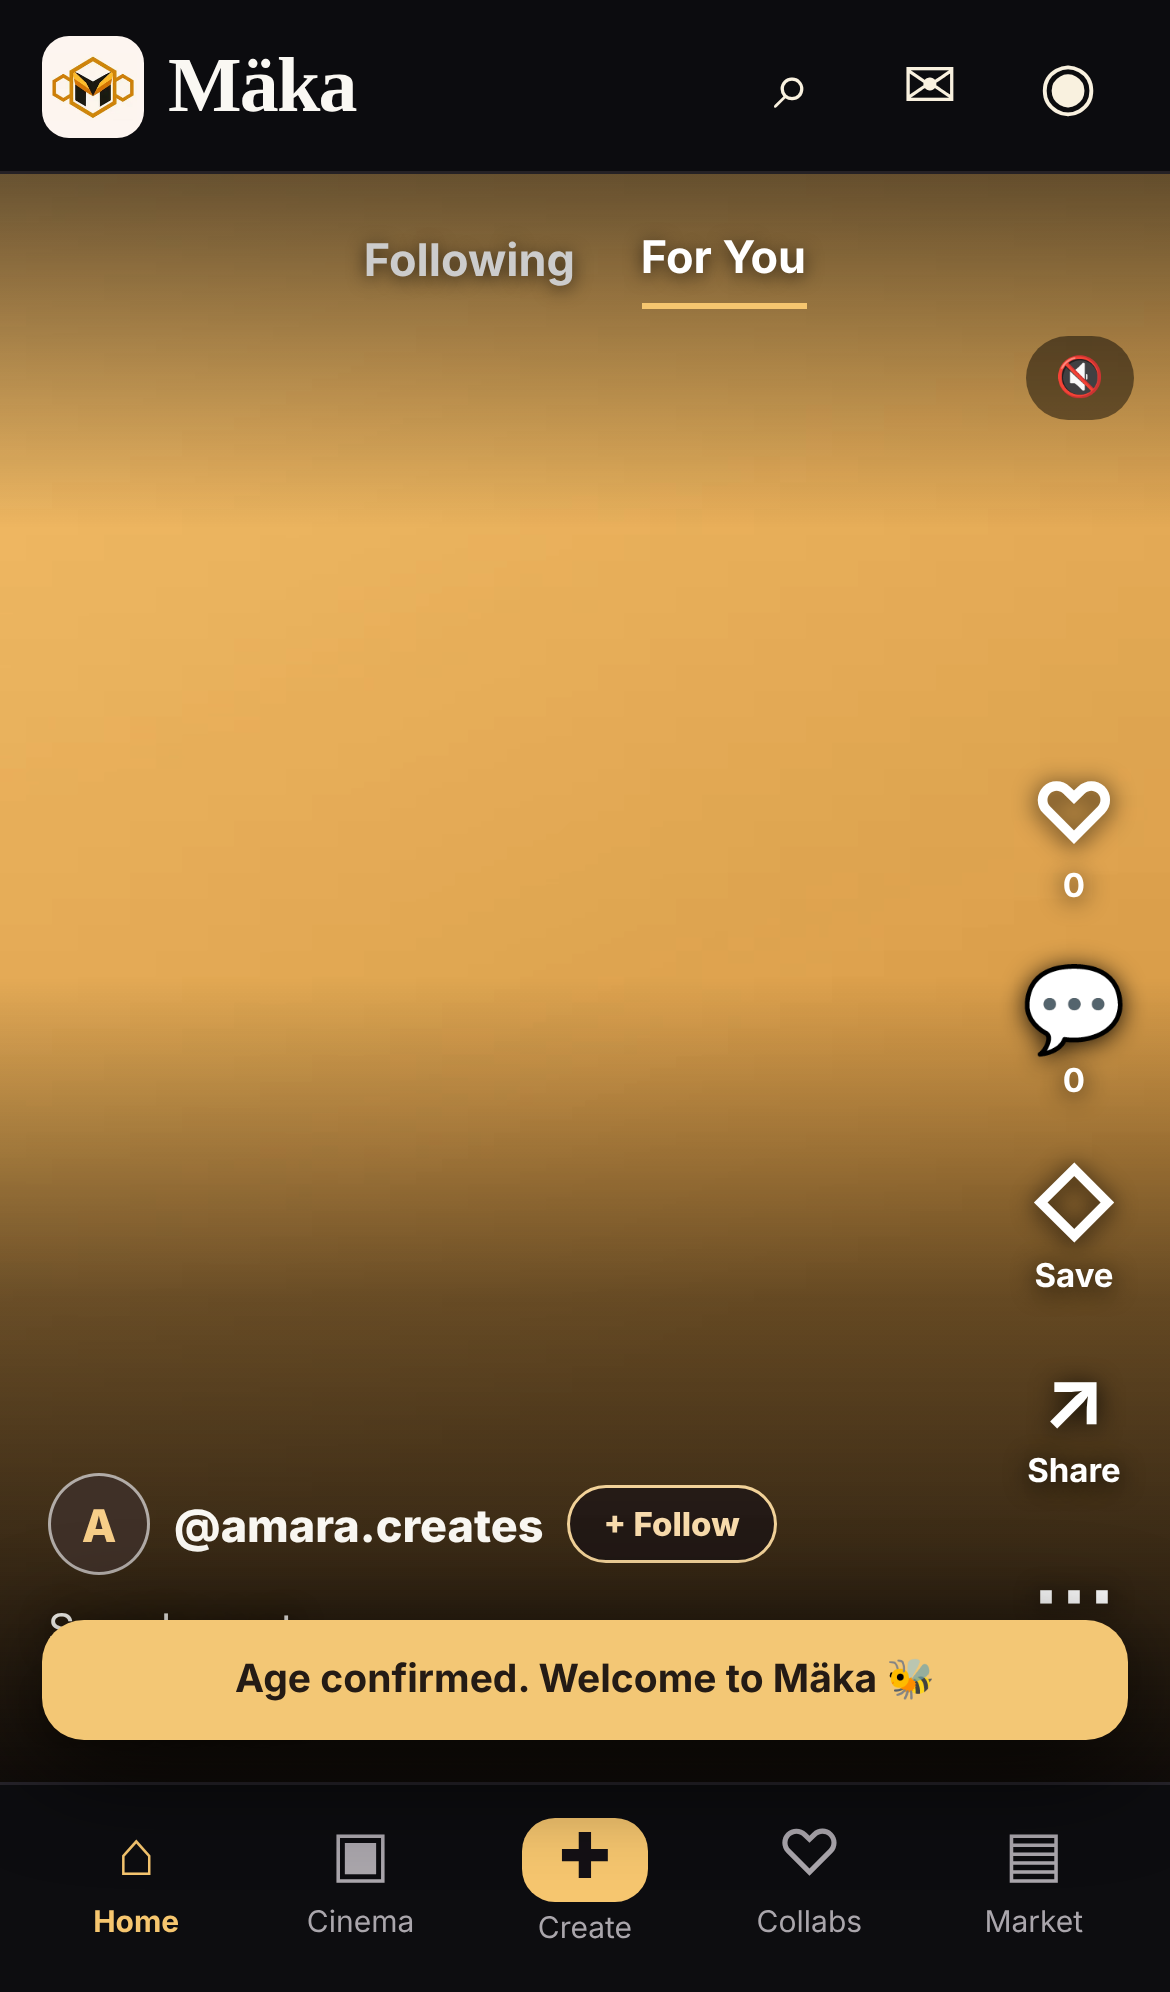 Mäka
Following
For You
0
0
Save
Share
A
@amara.creates
+ Follow
Age confirmed. Welcome to Mäka 🐝
Home
Cinema
Create
Collabs
Market